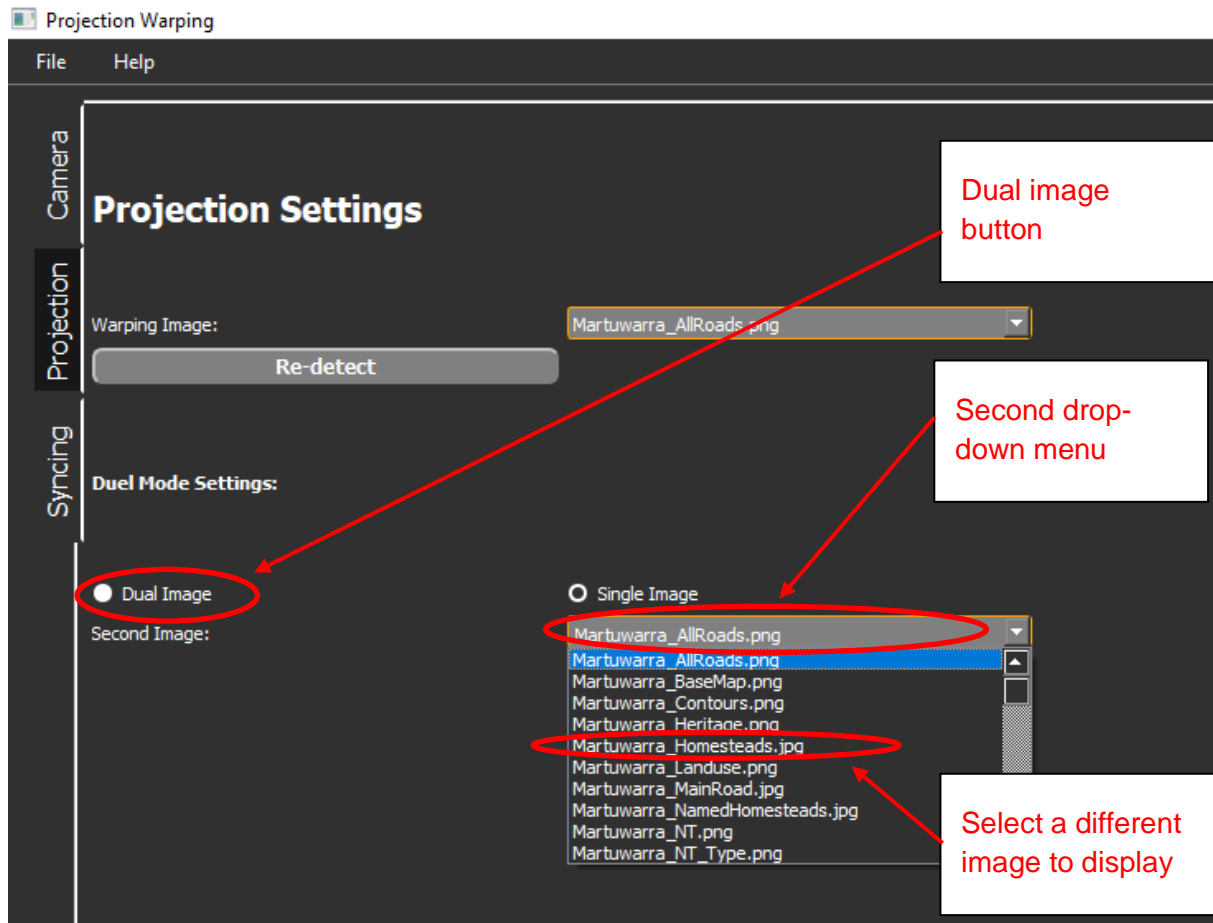 Projection Warping
File Help
Camera
Projection
Syncing
Projection Settings
Dual image
button
Warping Image:
Martuwarra_AllRoads.png
Re-detect
Second drop-
down menu
Duel Mode Settings:
Dual Image
Single Image
Second Image:
Martuwarra_AllRoads.png
Martuwarra_AllRoads.png
Martuwarra_BaseMap.png
Martuwarra_Contours.png
Martuwarra_Heritage.png
Martuwarra_Homesteads.jpg
Martuwarra_Landuse.png
Martuwarra_MainRoad.jpg
Martuwarra_NamedHomesteads.jpg
Martuwarra_NT.png
Martuwarra_NT_Type.png
Select a different
image to display